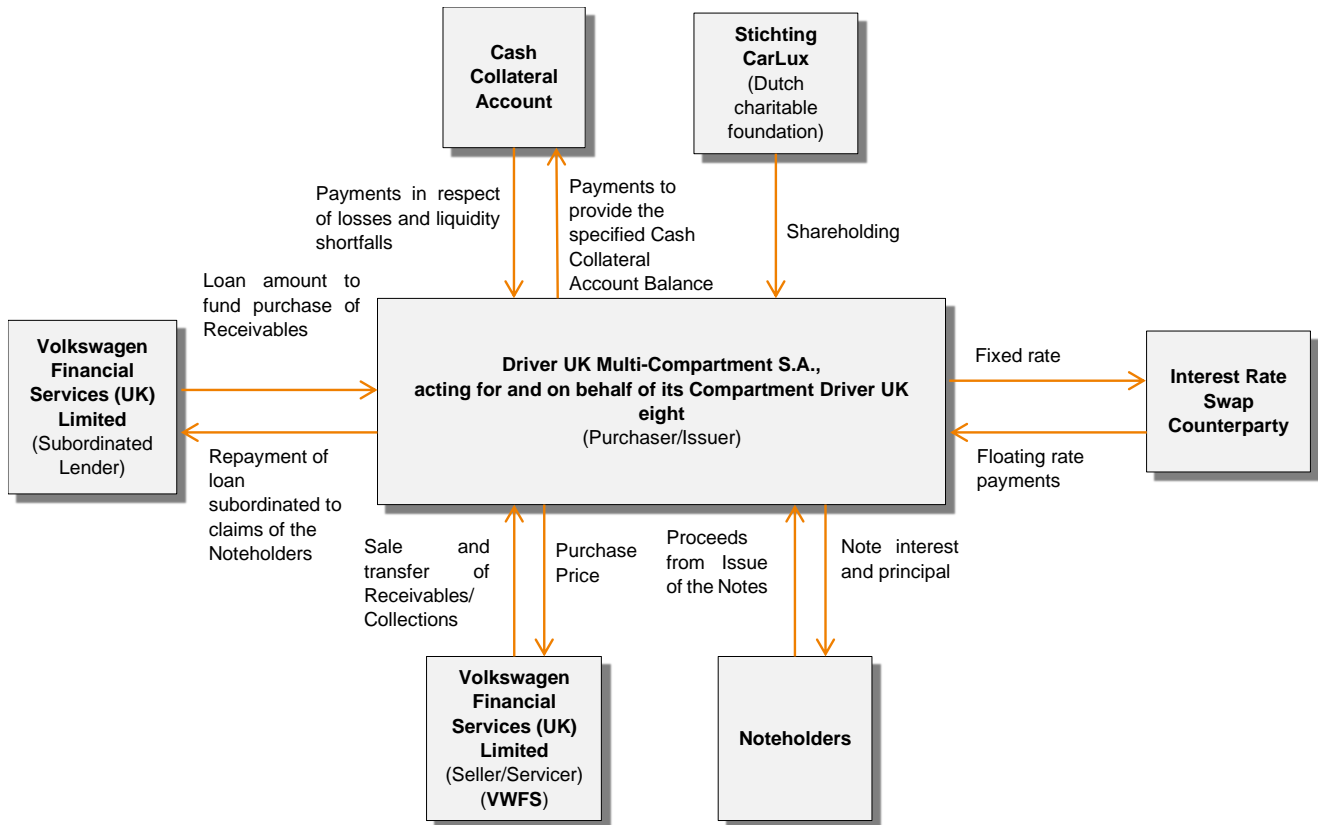 Cash
Collateral
Account
Stichting
CarLux
(Dutch
charitable
foundation)
Payments in respect
of losses and liquidity
shortfalls
Payments to
provide the
specified Cash
Collateral
Account Balance
Shareholding
Loan amount to
fund purchase of
Receivables
Volkswagen
Financial
Services (UK)
Limited
(Subordinated
Lender)
Driver UK Multi-Compartment S.A.,
acting for and on behalf of its Compartment Driver UK
eight
(Purchaser/Issuer)
Fixed rate
Interest Rate
Swap
Counterparty
Floating rate
payments
Repayment of
loan
subordinated to
claims of the
Noteholders
Sale and
transfer of
Receivables/
Collections
Purchase
Price
Proceeds
from Issue
of the Notes
Note interest
and principal
Volkswagen
Financial
Services (UK)
Limited
(Seller/Servicer)
(VWFS)
Noteholders